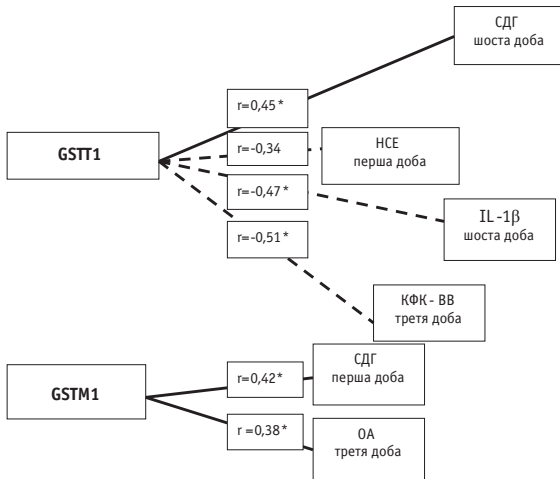 СДГ
шоста доба
r=0,45*
GSTT1
r=-0,34
НСЕ
перша доба
r=-0,47*
IL-1β
шоста доба
r=-0,51*
КФК - ВВ
третя доба
GSTM1
r=0,42*
СДГ
перша доба
r =0,38*
ОА
третя доба